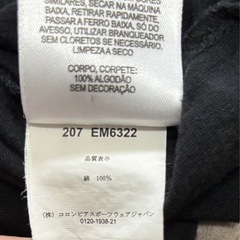 SIMILARES, SECAR NA MÁQUINA
BAIXA, RETIRAR RAPIDAMENTE,
PASSAR A FERRO BAIXA, SÓ DO
AVESSO, USAR BRANQUEADOR
SEM CLORETOS SE NECESSÁRIO,
LIMPEZA A SECO
CORPO, CORPETE:
100% ALGODÃO
SEM DECORAÇÃO
207 EM6322
品質表示
綿 100%
(株)コロンビアスポーツウェアジャパン
0120-1938-21